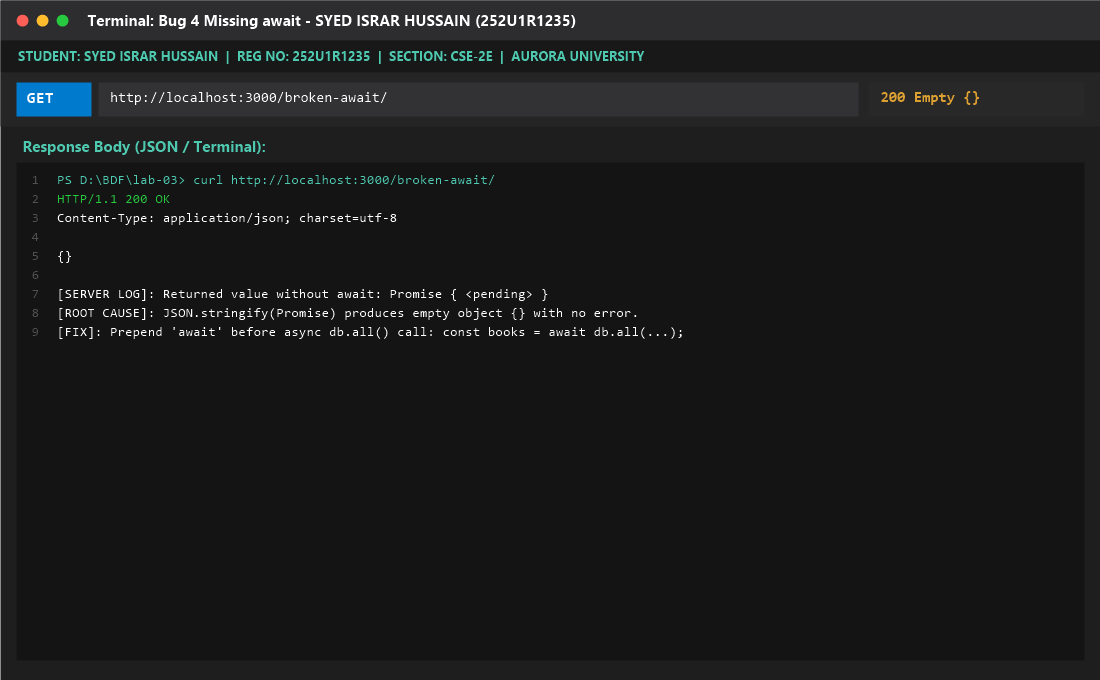 Terminal: Bug 4 Missing await - SYED ISRAR HUSSAIN (252U1R1235)
STUDENT: SYED ISRAR HUSSAIN | REG NO: 252U1R1235 | SECTION: CSE-2E | AURORA UNIVERSITY
GET http://localhost:3000/broken-await/ 200 Empty {}
Response Body (JSON / Terminal):
1 PS D:\BDF\lab-03> curl http://localhost:3000/broken-await/
2 HTTP/1.1 200 OK
3 Content-Type: application/json; charset=utf-8
4
5 {}
6
7 [SERVER LOG]: Returned value without await: Promise { <pending> }
8 [ROOT CAUSE]: JSON.stringify(Promise) produces empty object {} with no error.
9 [FIX]: Prepend 'await' before async db.all() call: const books = await db.all(...);